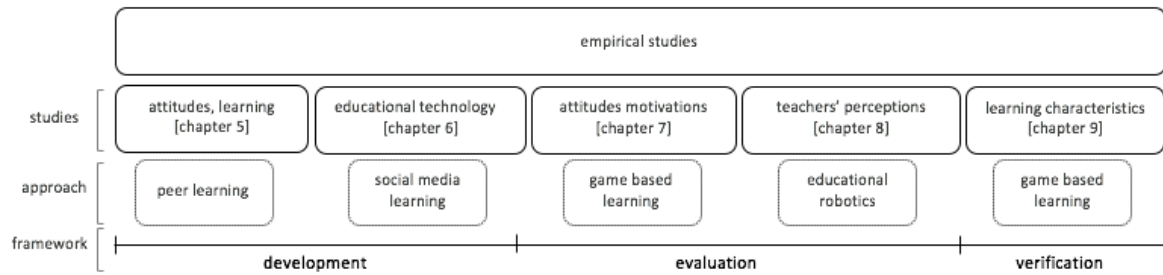 empirical studies
studies
attitudes, learning
[chapter 5]
educational technology
[chapter 6]
attitudes motivations
[chapter 7]
teachers' perceptions
[chapter 8]
learning characteristics
[chapter 9]
approach
peer learning
social media
learning
game based
learning
educational
robotics
game based
learning
framework
development
evaluation
verification